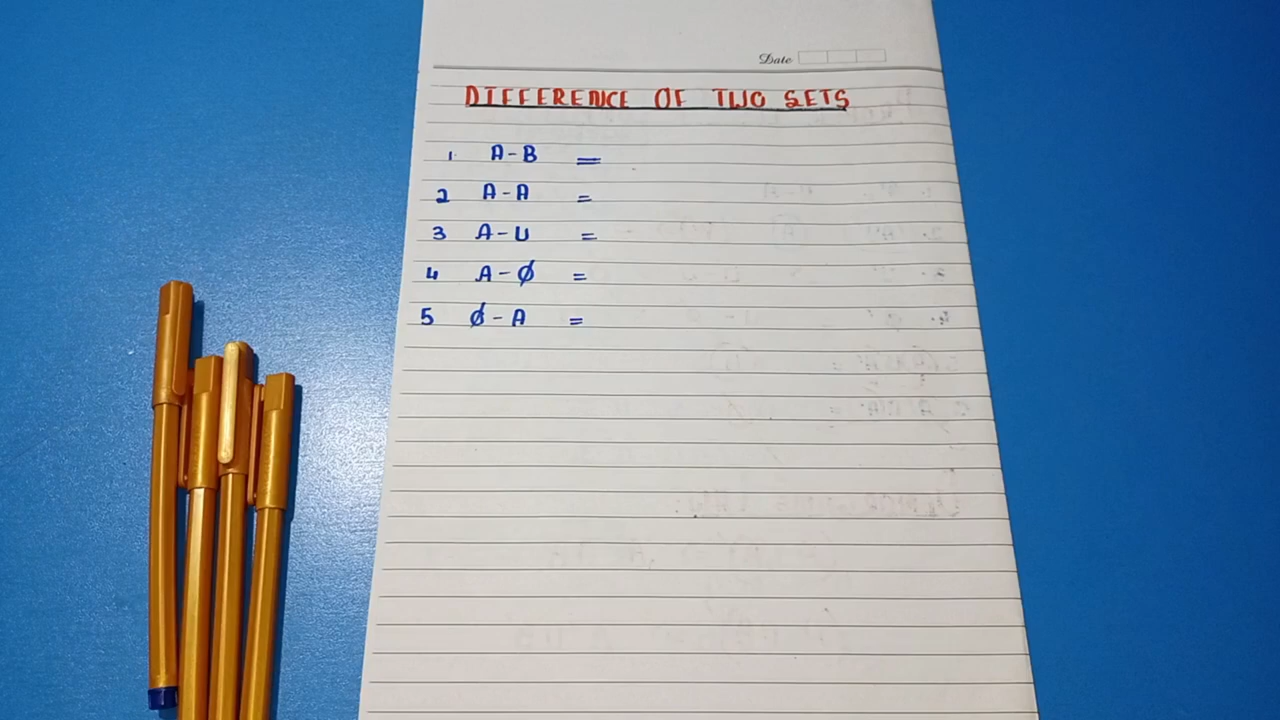 Date
DIFFERENCE OF TWO SETS
1. A-B =
2 A-A =
3 A-U =
4 A-ϕ =
5 ϕ-A =